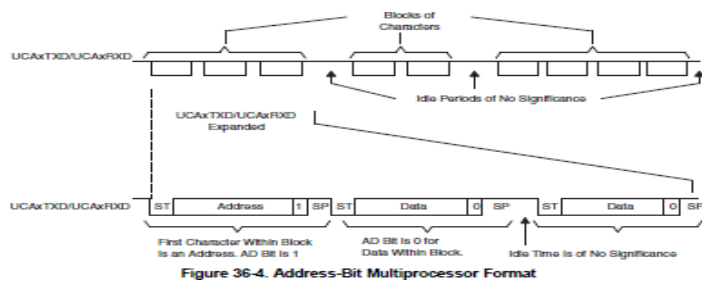 Blocks of
Characters
UCAxTXD/UCAxRXD
Idle Periods of No Significance
UCAxTXD/UCAxRXD
Expanded
UCAxTXD/UCAxRXD
ST Address 1 SP ST Data 0 SP ST Data 0 SP
First Character Within Block
Is an Address. AD Bit Is 1
AD Bit Is 0 for
Data Within Block.
Idle Time Is of No Significance
Figure 36-4. Address-Bit Multiprocessor Format